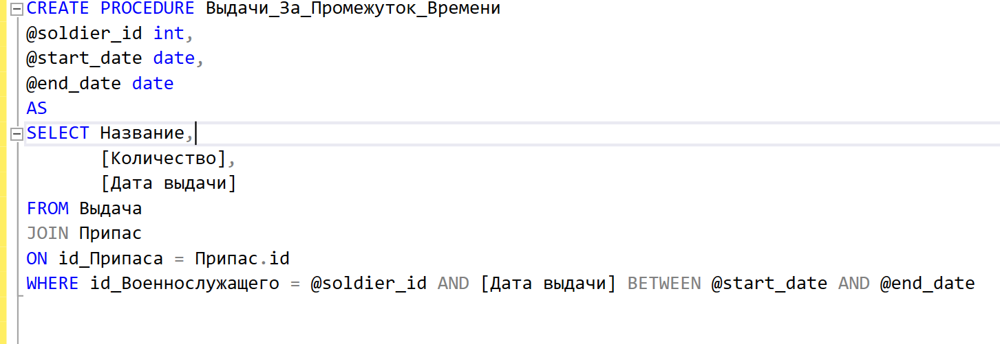 CREATE PROCEDURE Выдачи_За_Промежуток_Времени
@soldier_id int,
@start_date date,
@end_date date
AS
SELECT Название,
[Количество],
[Дата выдачи]
FROM Выдача
JOIN Припас
ON id_Припаса = Припас.id
WHERE id_Военнослужащего = @soldier_id AND [Дата выдачи] BETWEEN @start_date AND @end_date